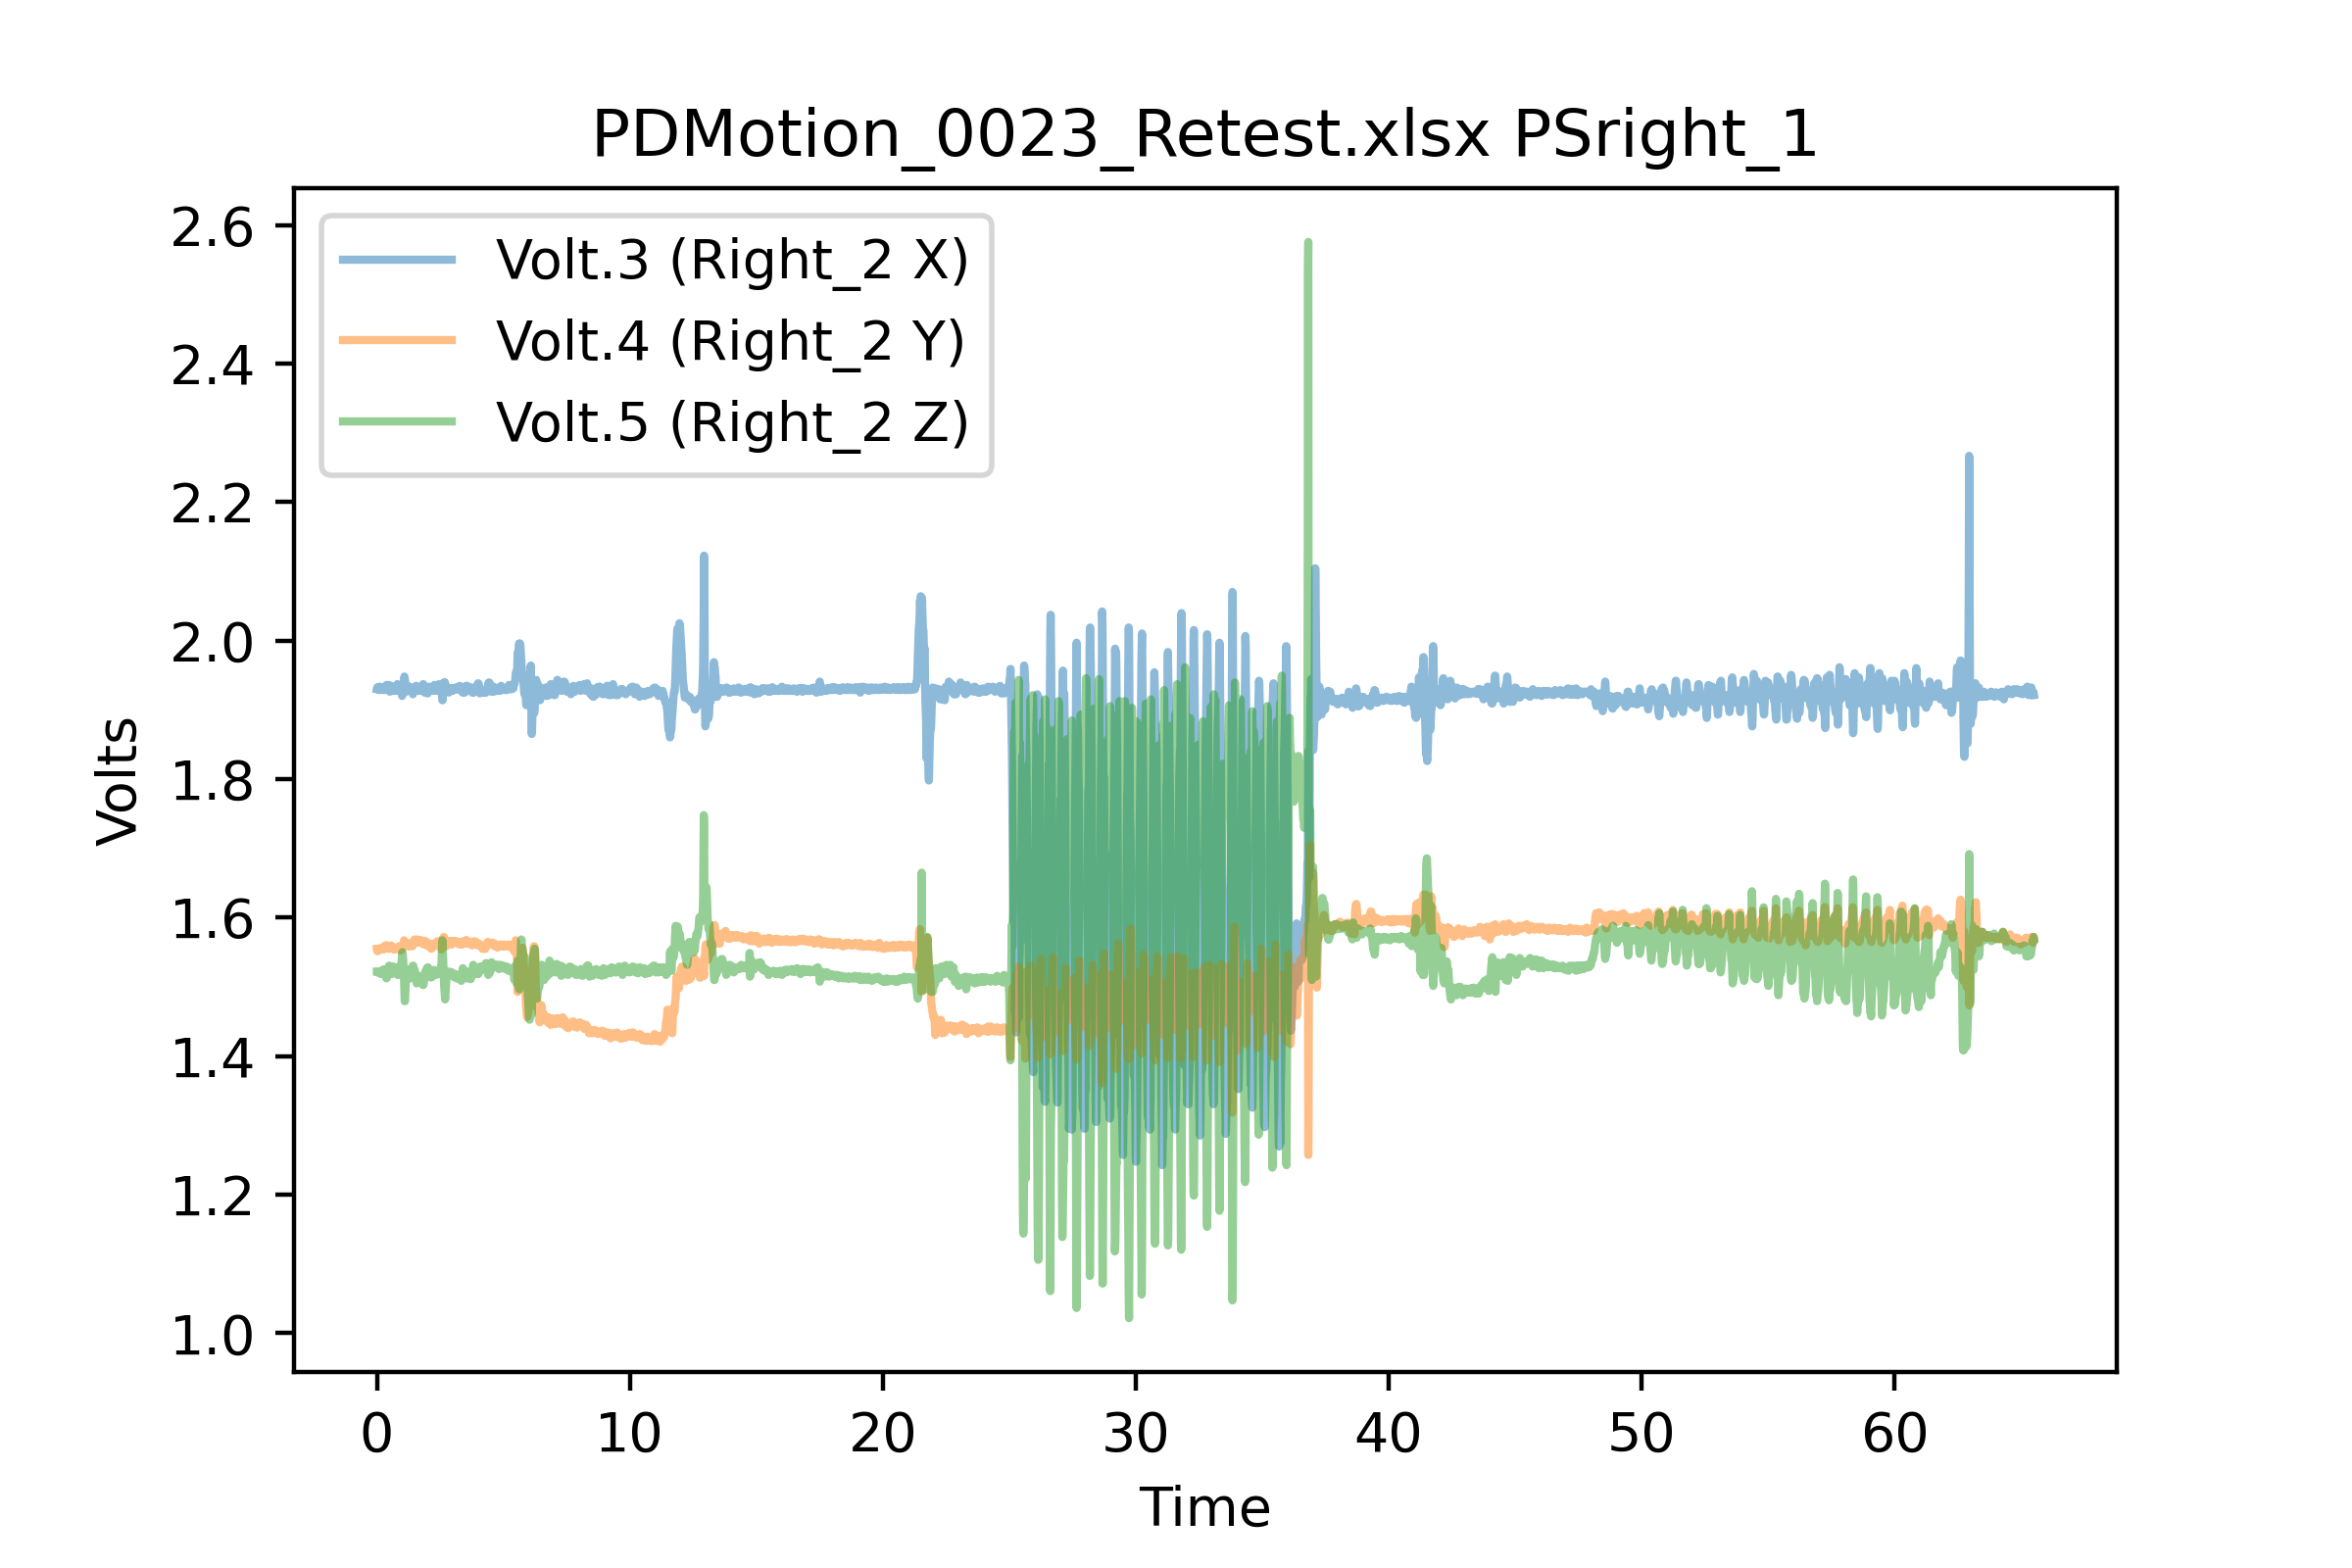 PDMotion_0023_Retest.xlsx PSright_1
Volt.3 (Right_2 X)
Volt.4 (Right_2 Y)
Volt.5 (Right_2 Z)
Volts
2.6
2.4
2.2
2.0
1.8
1.6
1.4
1.2
1.0
0 10 20 30 40 50 60
Time